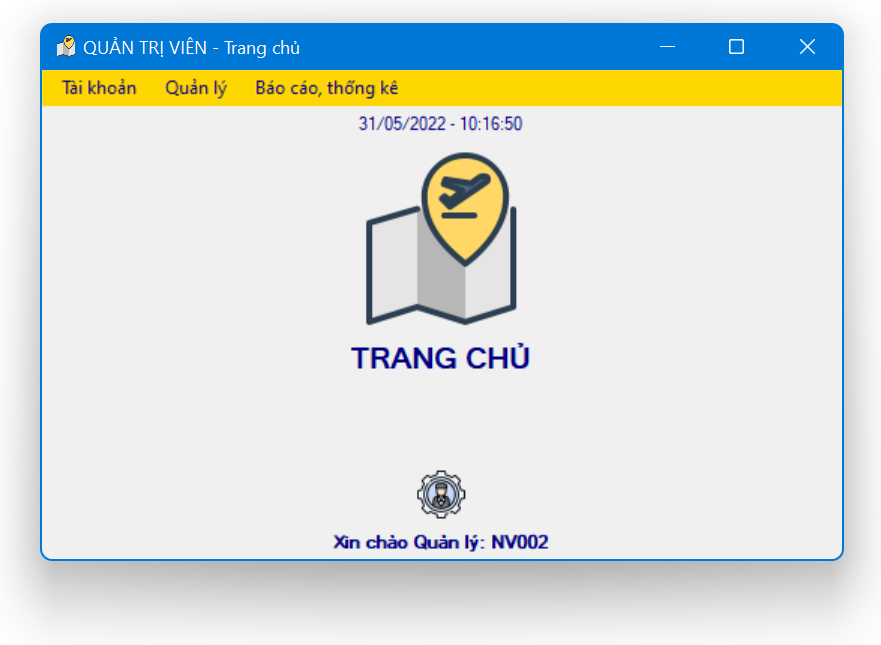 QUẢN TRỊ VIÊN - Trang chủ
Tài khoản Quản lý Báo cáo, thống kê
31/05/2022 - 10:16:50
TRANG CHỦ
Xin chào Quản lý: NV002